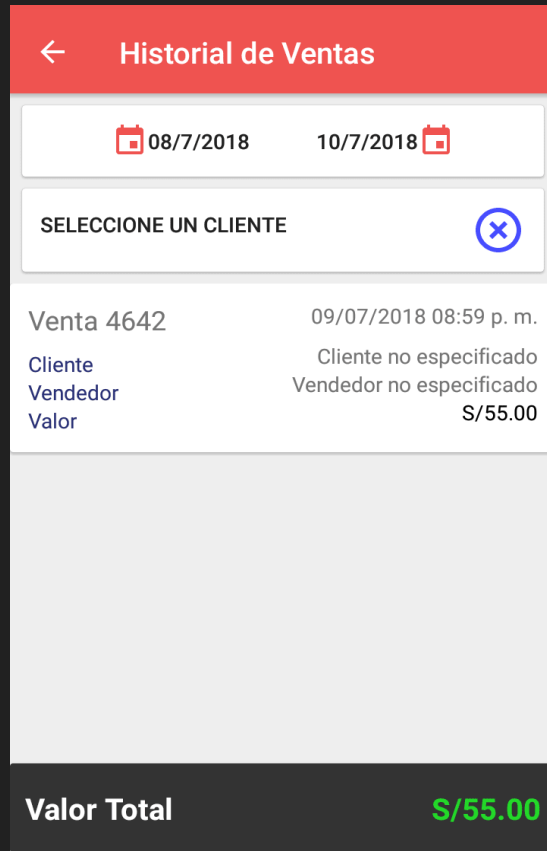 Historial de Ventas
08/7/2018 10/7/2018
SELECCIONE UN CLIENTE
Venta 4642 09/07/2018 08:59 p. m.
Cliente Cliente no especificado
Vendedor Vendedor no especificado
Valor S/55.00
Valor Total S/55.00